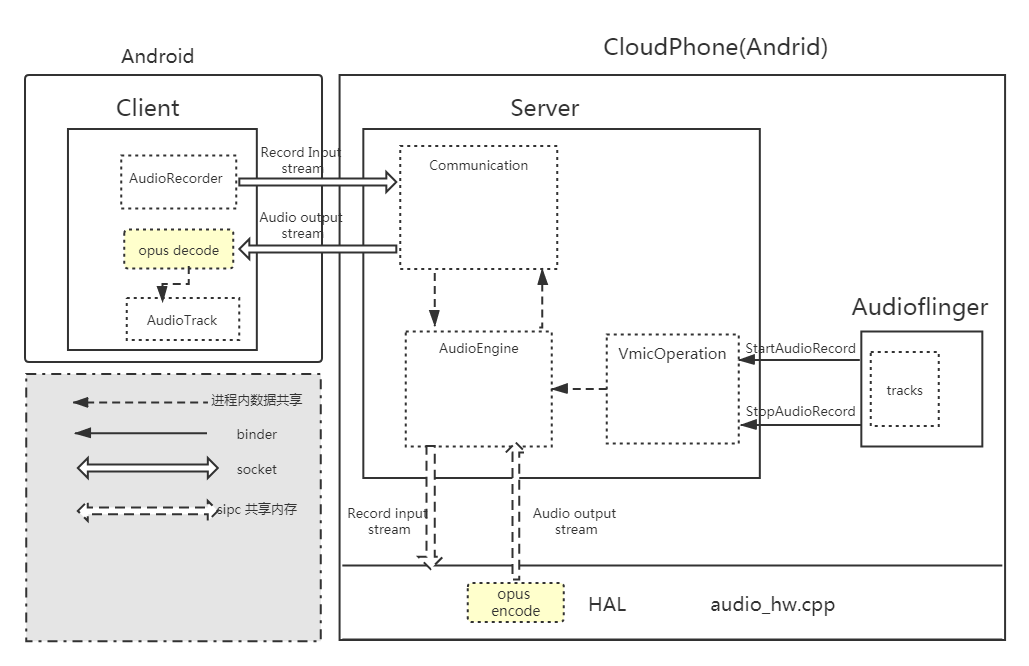 CloudPhone(Andrid)
Android
Client
Server
Record Input
stream
Communication
AudioRecorder
Audio output
stream
opus decode
AudioTrack
AudioEngine
VmicOperation
Audioflinger
StartAudioRecord
tracks
StopAudioRecord
进程内数据共享
binder
socket
sipc 共享内存
Record input
stream
Audio output
stream
opus
encode
HAL
audio_hw.cpp